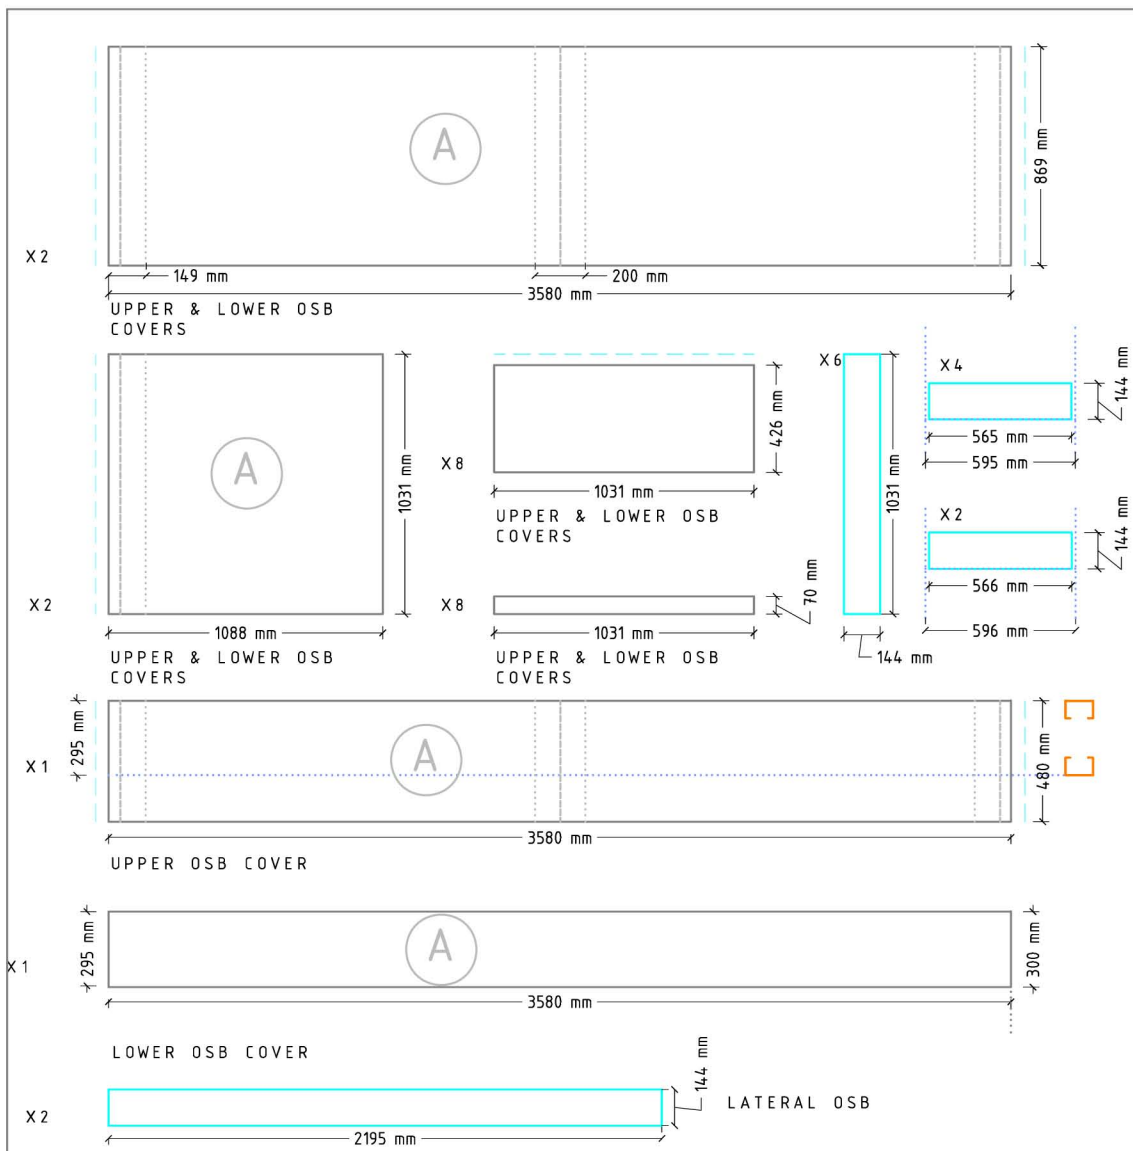 A
869 mm
X 2
149 mm
200 mm
3580 mm
UPPER & LOWER OSB
COVERS
X 6
X 4
144 mm
A
426 mm
1031 mm
1031 mm
565 mm
595 mm
X 8
1031 mm
UPPER & LOWER OSB
COVERS
X 2
144 mm
566 mm
596 mm
X 2
X 8
70 mm
1088 mm
1031 mm
144 mm
UPPER & LOWER OSB
COVERS
UPPER & LOWER OSB
COVERS
295 mm
X 1
A
480 mm
3580 mm
UPPER OSB COVER
295 mm
X 1
A
300 mm
3580 mm
LOWER OSB COVER
144 mm
LATERAL OSB
X 2
2195 mm